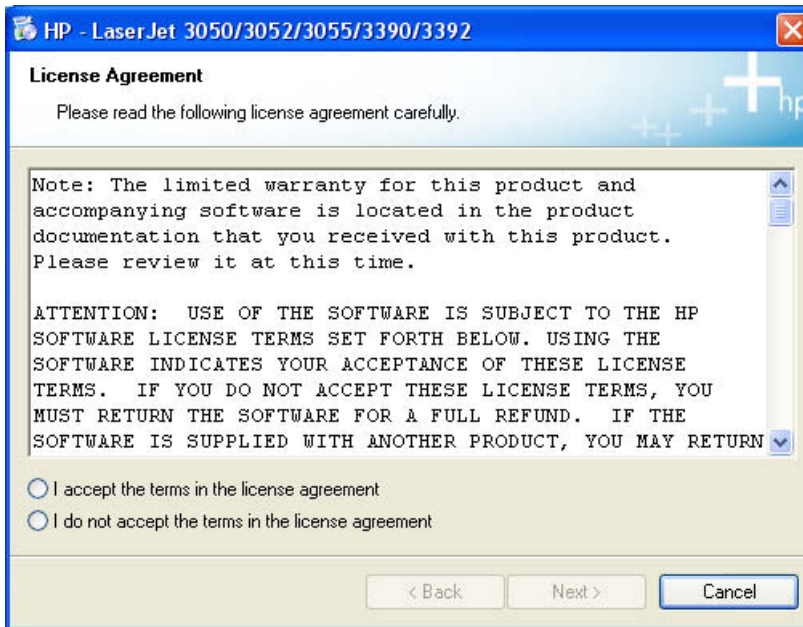 HP - LaserJet 3050/3052/3055/3390/3392
License Agreement
Please read the following license agreement carefully.
hp
Note: The limited warranty for this product and
accompanying software is located in the product
documentation that you received with this product.
Please review it at this time.
ATTENTION:  USE OF THE SOFTWARE IS SUBJECT TO THE HP
SOFTWARE LICENSE TERMS SET FORTH BELOW. USING THE
SOFTWARE INDICATES YOUR ACCEPTANCE OF THESE LICENSE
TERMS.  IF YOU DO NOT ACCEPT THESE LICENSE TERMS, YOU
MUST RETURN THE SOFTWARE FOR A FULL REFUND.  IF THE
SOFTWARE IS SUPPLIED WITH ANOTHER PRODUCT, YOU MAY RETURN
I accept the terms in the license agreement
I do not accept the terms in the license agreement
< Back
Next >
Cancel